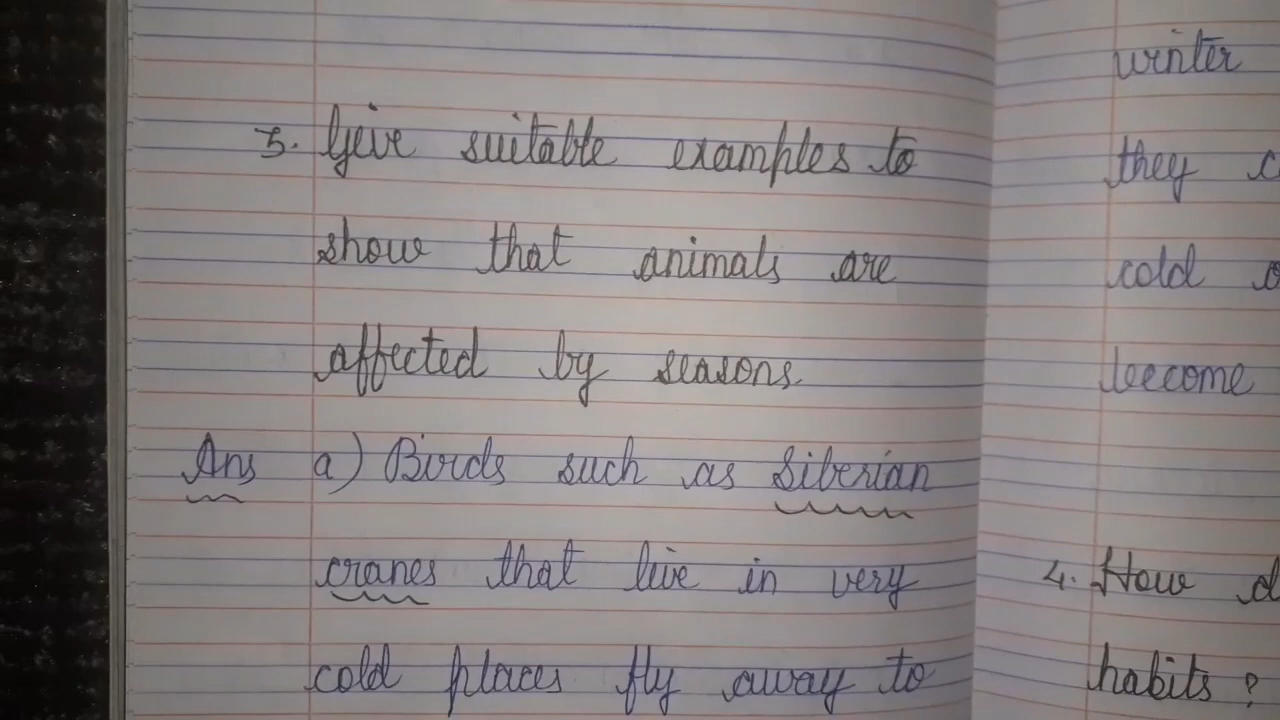 3. Give suitable examples to
show that animals are
affected by seasons.
Ans a) Birds such as Siberian
cranes that live in very
cold places fly away to
winter
they
cold
become
4. How
habits ?